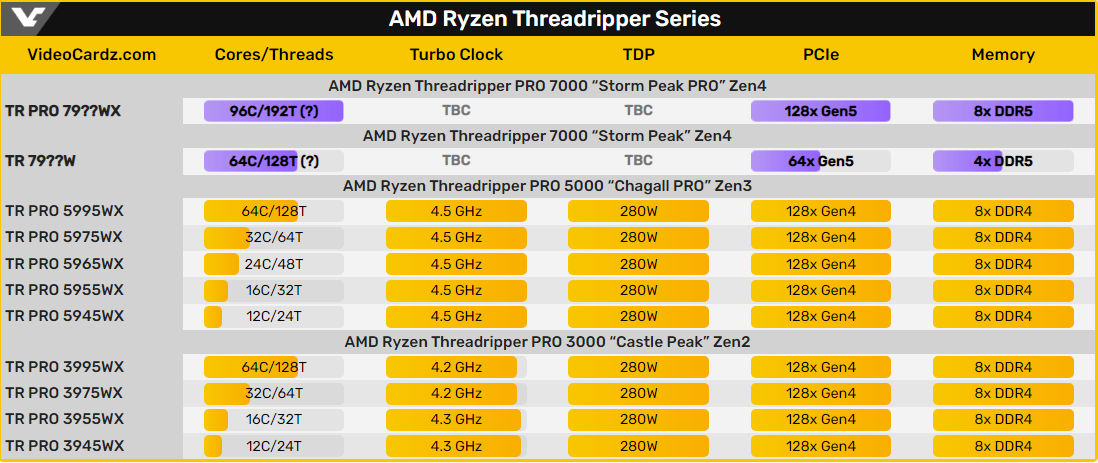 AMD Ryzen Threadripper Series
VideoCardz.com Cores/Threads Turbo Clock TDP PCIe Memory
AMD Ryzen Threadripper PRO 7000 “Storm Peak PRO” Zen4
TR PRO 79??WX 96C/192T (?) TBC TBC 128x Gen5 8x DDR5
AMD Ryzen Threadripper 7000 “Storm Peak” Zen4
TR 79??W 64C/128T (?) TBC TBC 64x Gen5 4x DDR5
AMD Ryzen Threadripper PRO 5000 “Chagall PRO” Zen3
TR PRO 5995WX 64C/128T 4.5 GHz 280W 128x Gen4 8x DDR4
TR PRO 5975WX 32C/64T 4.5 GHz 280W 128x Gen4 8x DDR4
TR PRO 5965WX 24C/48T 4.5 GHz 280W 128x Gen4 8x DDR4
TR PRO 5955WX 16C/32T 4.5 GHz 280W 128x Gen4 8x DDR4
TR PRO 5945WX 12C/24T 4.5 GHz 280W 128x Gen4 8x DDR4
AMD Ryzen Threadripper PRO 3000 “Castle Peak” Zen2
TR PRO 3995WX 64C/128T 4.2 GHz 280W 128x Gen4 8x DDR4
TR PRO 3975WX 32C/64T 4.2 GHz 280W 128x Gen4 8x DDR4
TR PRO 3955WX 16C/32T 4.3 GHz 280W 128x Gen4 8x DDR4
TR PRO 3945WX 12C/24T 4.3 GHz 280W 128x Gen4 8x DDR4